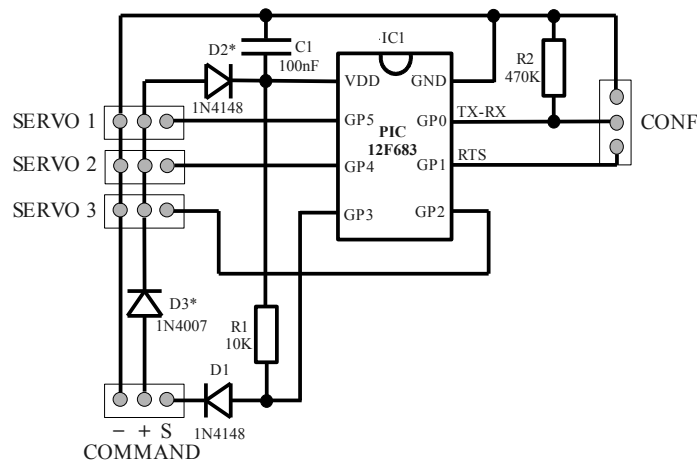 D2*
1N4148
C1
100nF
·IC1
R2
470K
VDD
GND
SERVO 1
GP5
PIC
12F683
GP0
TX-RX
CONF
SERVO 2
GP4
GP1
RTS
SERVO 3
GP3
GP2
D3*
1N4007
R1
10K
D1
1N4148
− + S
COMMAND